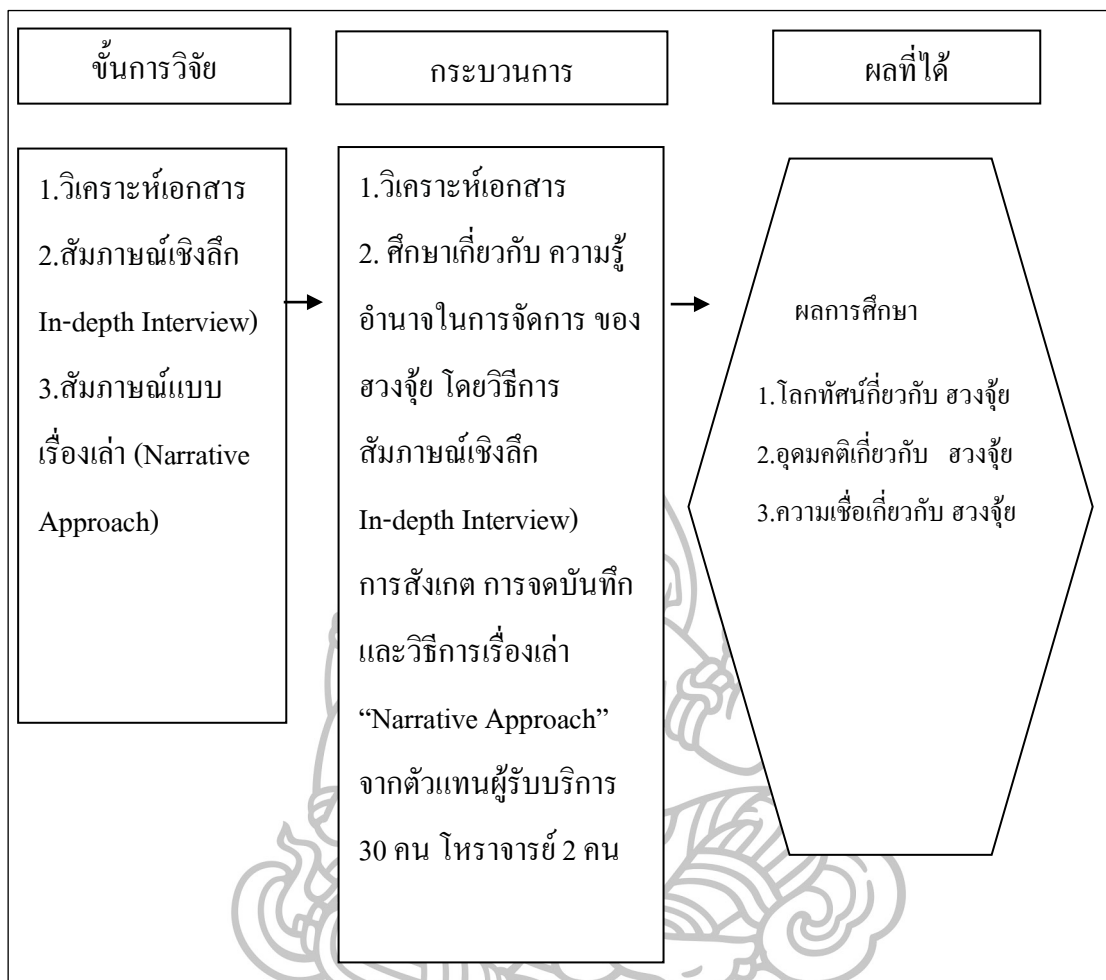 ขั้นการวิจัย
กระบวนการ
ผลที่ได้
1.วิเคราะห์เอกสาร
2.สัมภาษณ์เชิงลึก
In-depth Interview)
3.สัมภาษณ์แบบ
เรื่องเล่า (Narrative
Approach)
1.วิเคราะห์เอกสาร
2. ศึกษาเกี่ยวกับ ความรู้
อำนาจในการจัดการ ของ
ฮวงจุ้ย โดยวิธีการ
สัมภาษณ์เชิงลึก
In-depth Interview)
การสังเกต การจดบันทึก
และวิธีการเรื่องเล่า
“Narrative Approach”
จากตัวแทนผู้รับบริการ
30 คน โหราจารย์ 2 คน
ผลการศึกษา
1.โลกทัศน์กี่ยวกับ ฮวงจุ้ย
2.อุดมคติเกี่ยวกับ ฮวงจุ้ย
3.ความเชื่อเกี่ยวกับ ฮวงจุ้ย